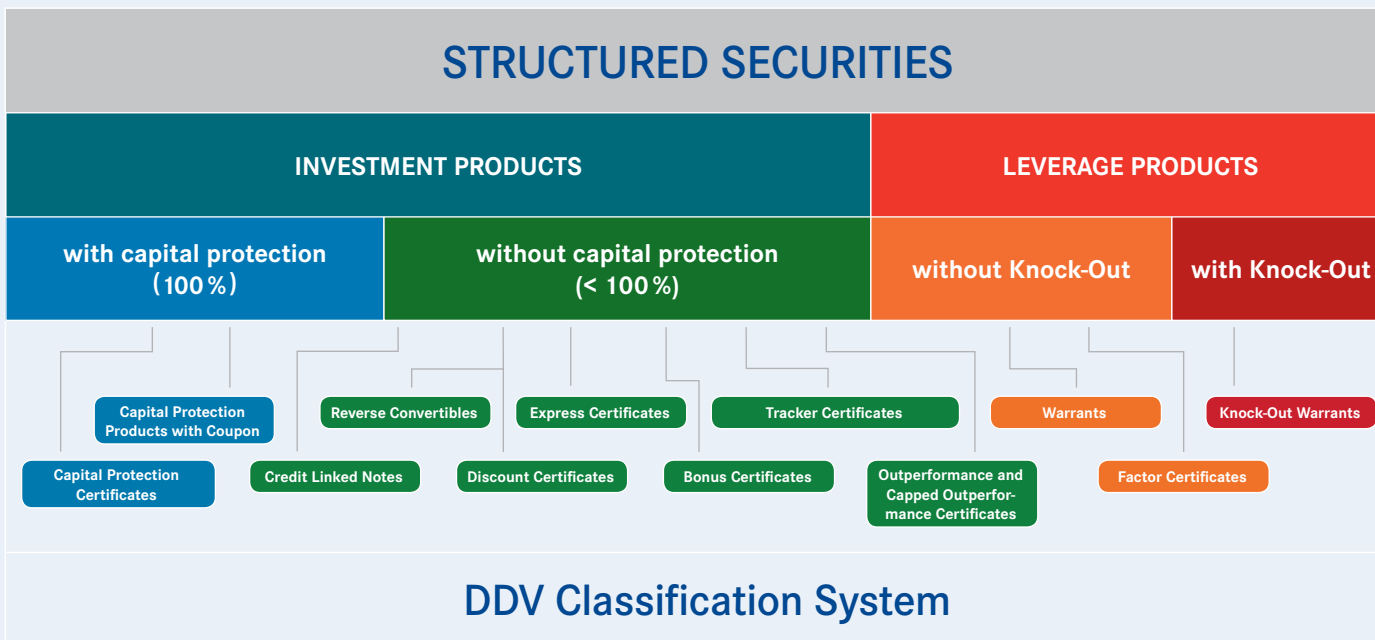 STRUCTURED SECURITIES
INVESTMENT PRODUCTS
LEVERAGE PRODUCTS
with capital protection
(100 %)
without capital protection
(< 100 %)
without Knock-Out
with Knock-Out
Capital Protection
Products with Coupon
Reverse Convertibles
Express Certificates
Tracker Certificates
Warrants
Knock-Out Warrants
Capital Protection
Certificates
Credit Linked Notes
Discount Certificates
Bonus Certificates
Outperformance and
Capped Outperfor-
mance Certificates
Factor Certificates
DDV Classification System